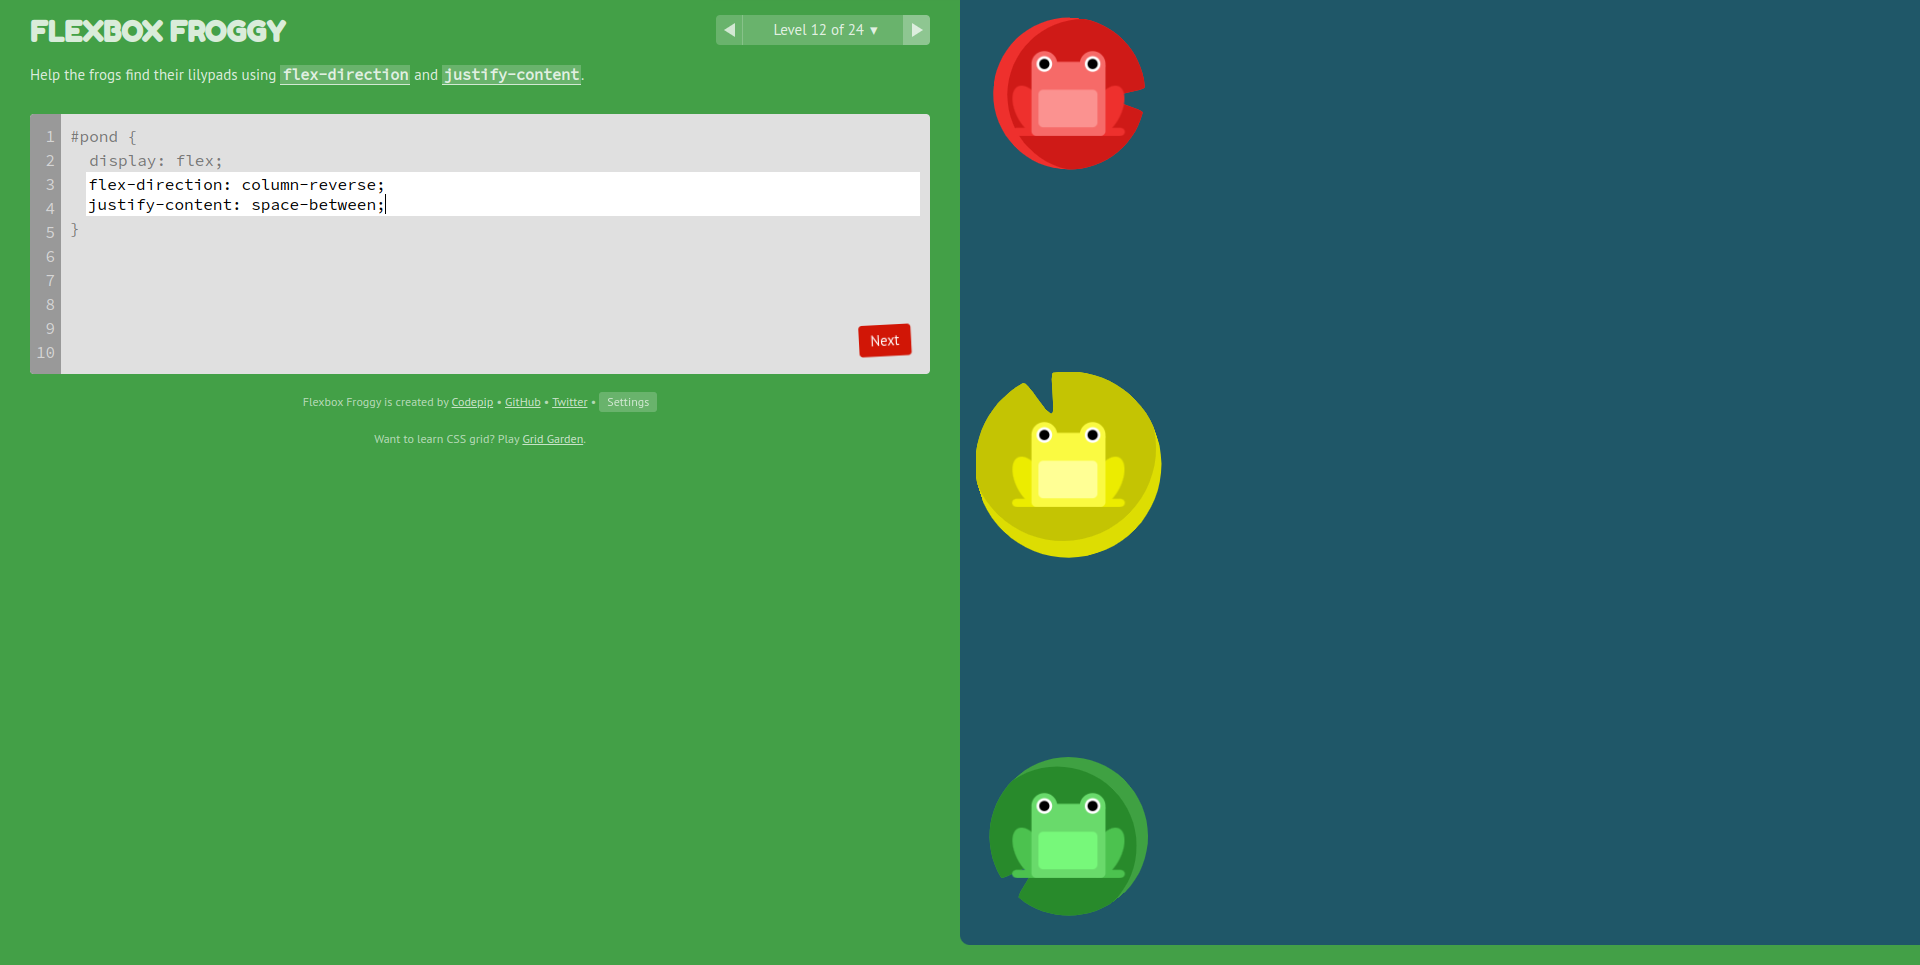 FLEXBOX FROGGY
◀ Level 12 of 24 ▾ ▶
Help the frogs find their lilypads using flex-direction and justify-content.
1 #pond {
2 display: flex;
3 flex-direction: column-reverse;
4 justify-content: space-between;
5 }
6
7
8
9
10
Next
Flexbox Froggy is created by Codepip • GitHub • Twitter • Settings
Want to learn CSS grid? Play Grid Garden.